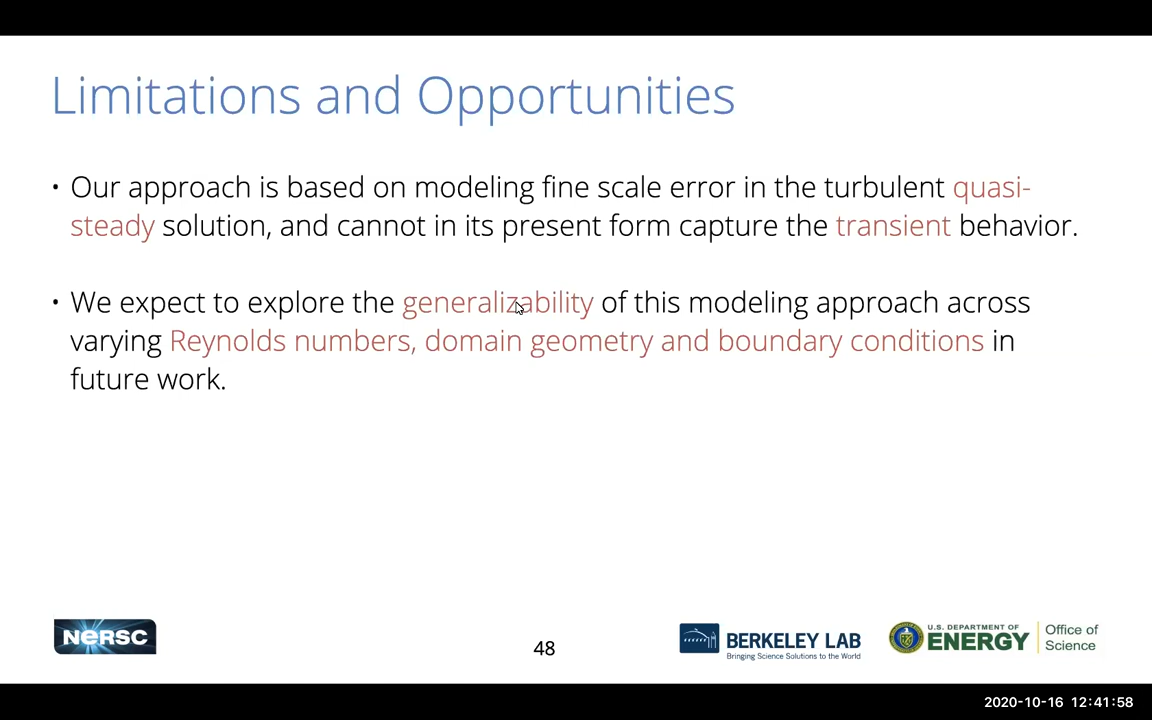 Limitations and Opportunities
• Our approach is based on modeling fine scale error in the turbulent quasi-
steady solution, and cannot in its present form capture the transient behavior.
• We expect to explore the generalizability of this modeling approach across
varying Reynolds numbers, domain geometry and boundary conditions in
future work.
NERSC
48
BERKELEY LAB
Bringing Science Solutions to the World
U.S. DEPARTMENT OF
ENERGY
Office of
Science
2020-10-16 12:41:58